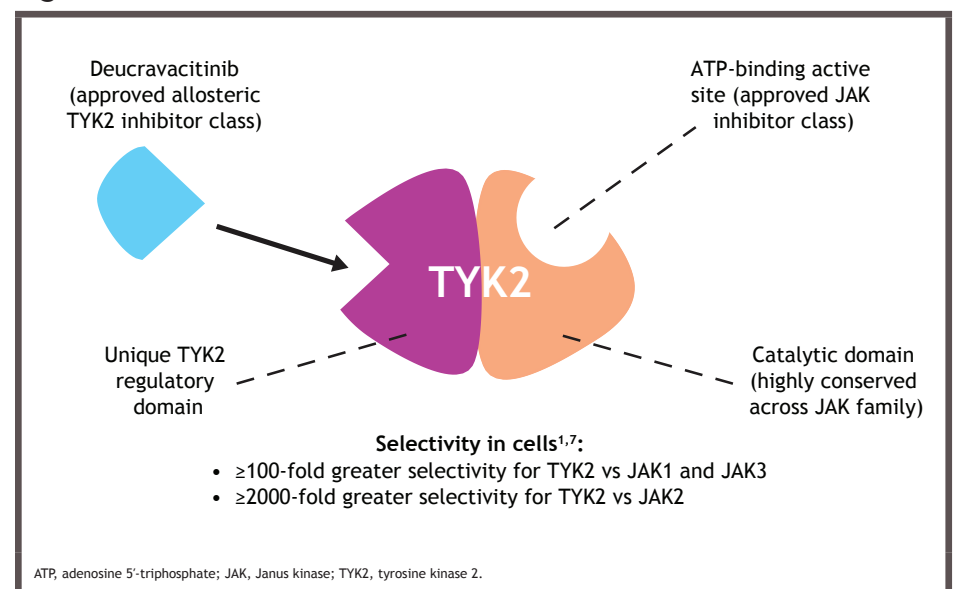 Deucravacitinib
(approved allosteric
TYK2 inhibitor class)
ATP-binding active
site (approved JAK
inhibitor class)
TYK2
Unique TYK2
regulatory
domain
Catalytic domain
(highly conserved
across JAK family)
Selectivity in cells¹,⁷:
• ≥100-fold greater selectivity for TYK2 vs JAK1 and JAK3
• ≥2000-fold greater selectivity for TYK2 vs JAK2
ATP, adenosine 5′-triphosphate; JAK, Janus kinase; TYK2, tyrosine kinase 2.